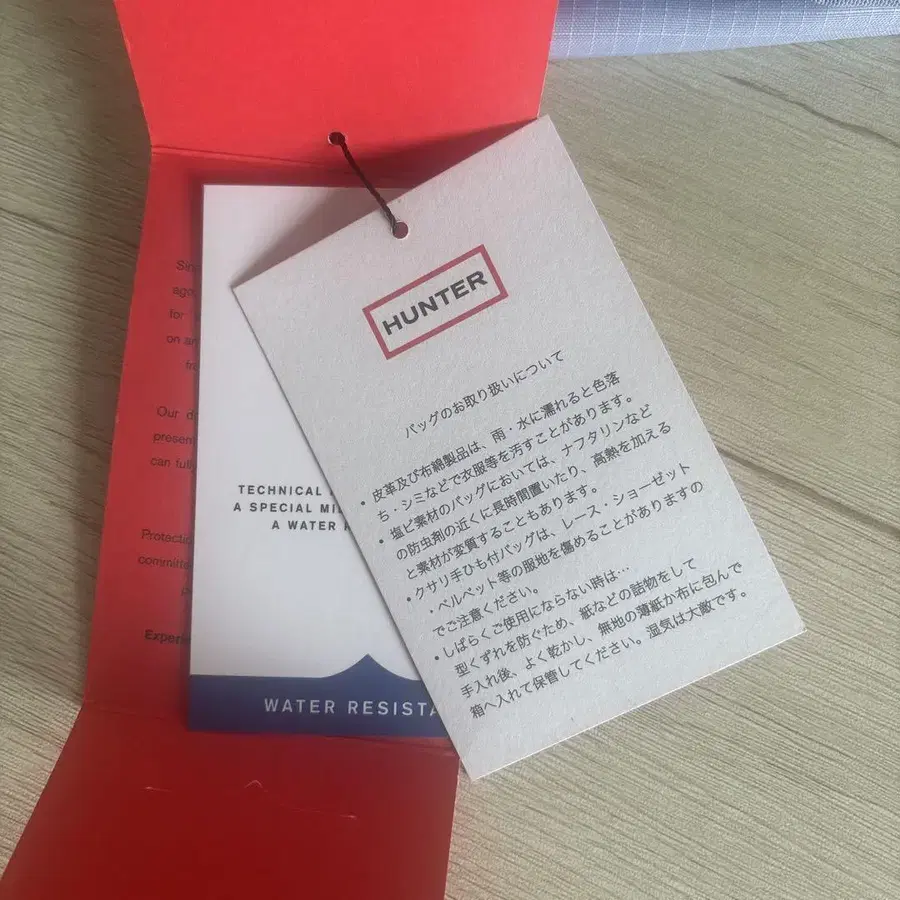 HUNTER
バッグのお取り扱いについて
・皮革及び布綿製品は、雨・水に濡れると色落
ち・シミなどで衣服等を汚すことがあります。
・塩ビ素材のバッグにおいては、ナフタリンなど
の防虫剤の近くに長時間置いたり、高熱を加える
と素材が変質することもあります。
・クサリ手ひも付バッグは、レース・ショーゼット
・ベルベット等の服地を傷めることがありますの
でご注意ください。
・しばらくご使用にならない時は…
型くずれを防ぐため、紙などの詰物をして
手入れ後、よく乾かし、無地の薄紙か布に包んで
箱へ入れて保管してください。湿気は大敵です。
TECHNICAL
A SPECIAL
A WATER
WATER
for
on
Our
can
Protectio
committe